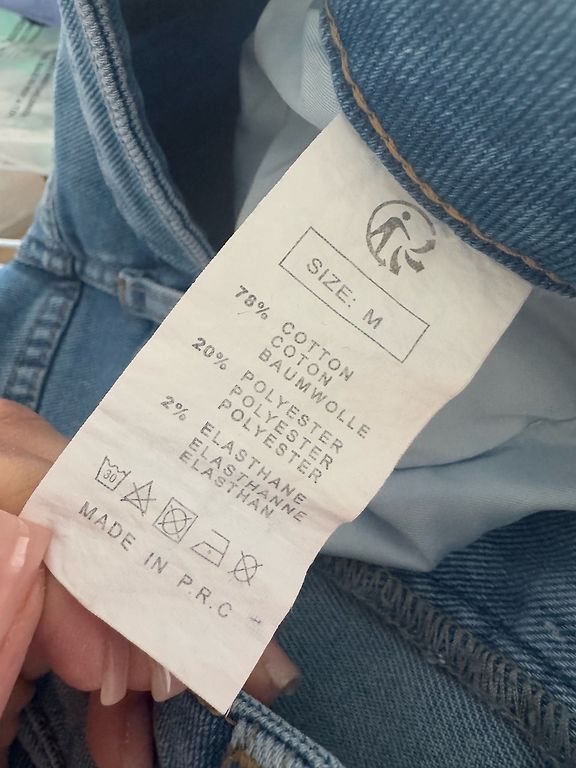 SIZE: M
78% COTTON
COTON
BAUMWOLLE
20% POLYESTER
POLYESTER
POLYESTER
2% ELASTHANE
ELASTHANNE
ELASTHAN
30
MADE IN P.R.C